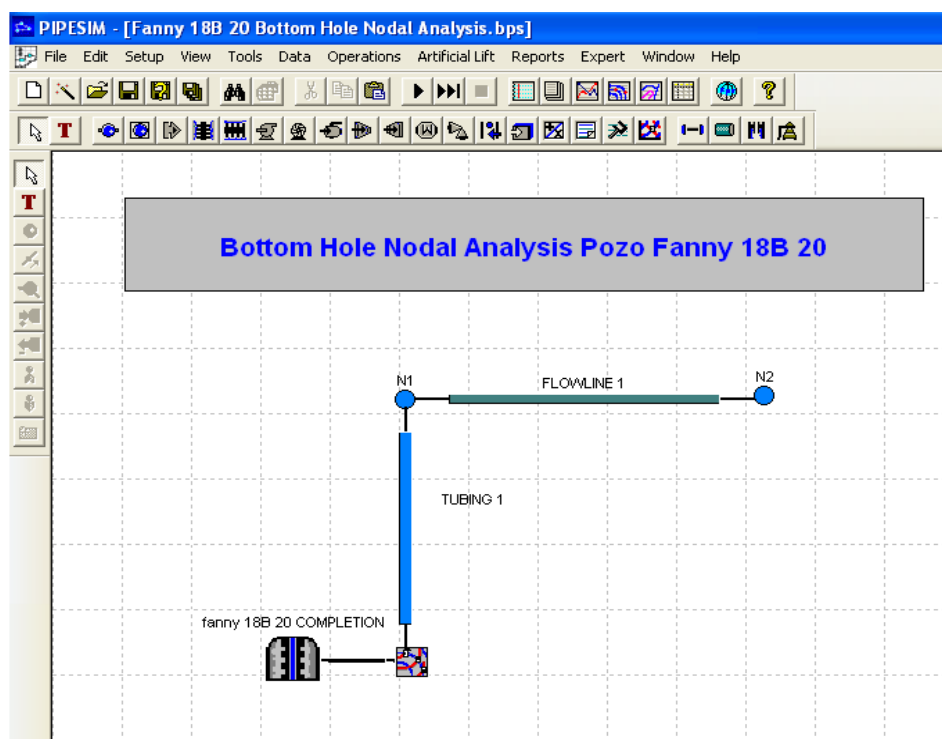 PIPESIM - [Fanny 18B 20 Bottom Hole Nodal Analysis.bps]
File Edit Setup View Tools Data Operations Artificial Lift Reports Expert Window Help
T
T
Bottom Hole Nodal Analysis Pozo Fanny 18B 20
N1
FLOWLINE 1
N2
TUBING 1
fanny 18B 20 COMPLETION